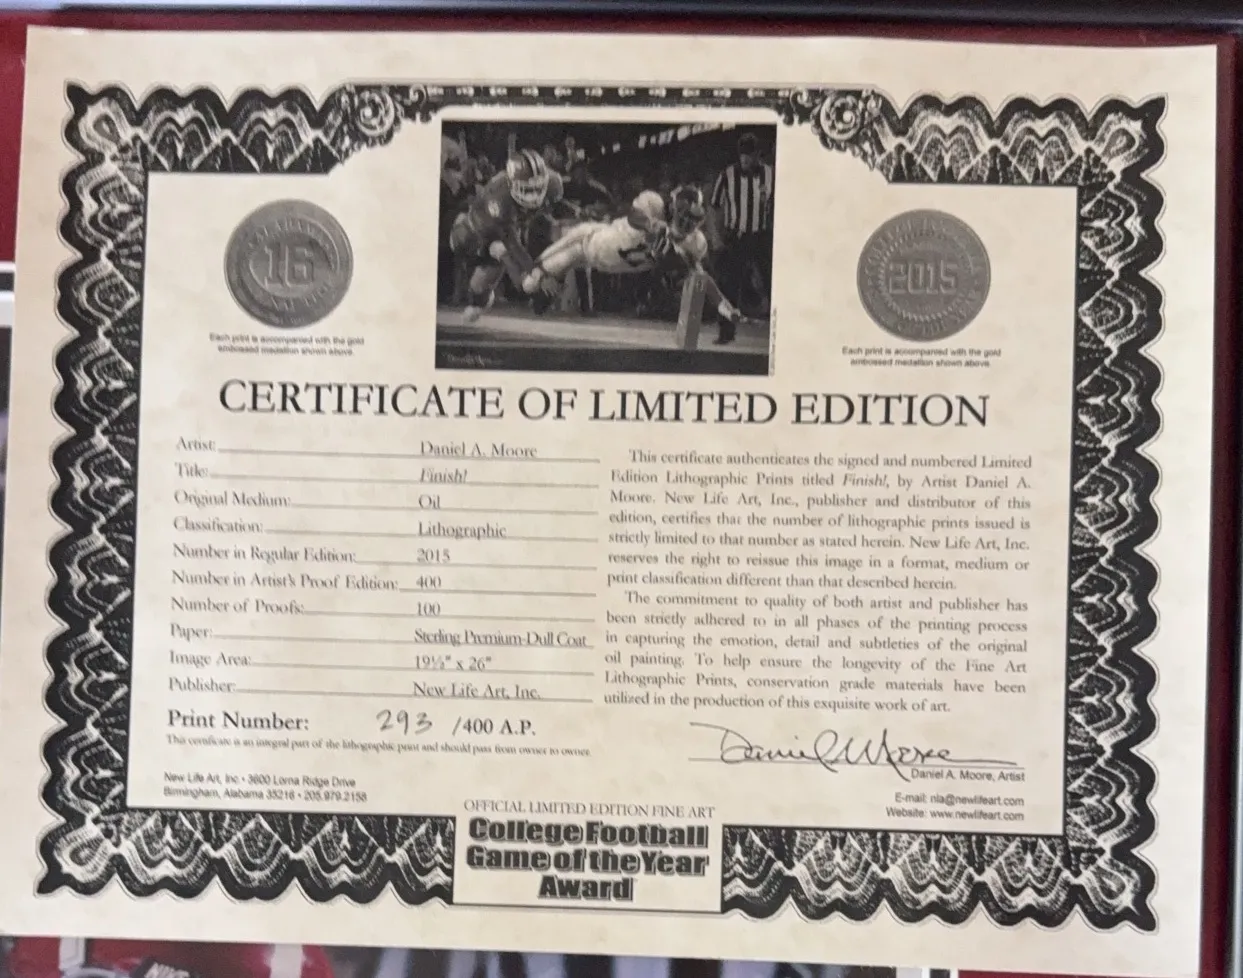 16
2015
Each print is accompanied with the gold
embossed medallion shown above
Each print is accompanied with the gold
embossed medallion shown above
CERTIFICATE OF LIMITED EDITION
Artist: Daniel A. Moore
Title: Finish!
Original Medium: Oil
Classification: Lithographic
Number in Regular Edition: 2015
Number in Artist's Proof Edition: 400
Number of Proofs: 100
Paper: Sterling Premium-Dull Coat
Image Area: 19½" x 26"
Publisher: New Life Art, Inc.
Print Number: 293 /400 A.P.
This certificate is an integral part of the lithographic print and should pass from owner to owner.
New Life Art, Inc. • 3600 Lorna Ridge Drive
Birmingham, Alabama 35216 • 205.979.2158
This certificate authenticates the signed and numbered Limited
Edition Lithographic Prints titled Finish!, by Artist Daniel A.
Moore. New Life Art, Inc., publisher and distributor of this
edition, certifies that the number of lithographic prints issued is
strictly limited to that number as stated herein. New Life Art, Inc.
reserves the right to reissue this image in a format, medium or
print classification different than that described herein.
The commitment to quality of both artist and publisher has
been strictly adhered to in all phases of the printing process
in capturing the emotion, detail and subtleties of the original
oil painting. To help ensure the longevity of the Fine Art
Lithographic Prints, conservation grade materials have been
utilized in the production of this exquisite work of art.
Daniel A. Moore
Daniel A. Moore, Artist
E-mail: nla@newlifeart.com
Website: www.newlifeart.com
OFFICIAL LIMITED EDITION FINE ART
College Football
Game of the Year
Award